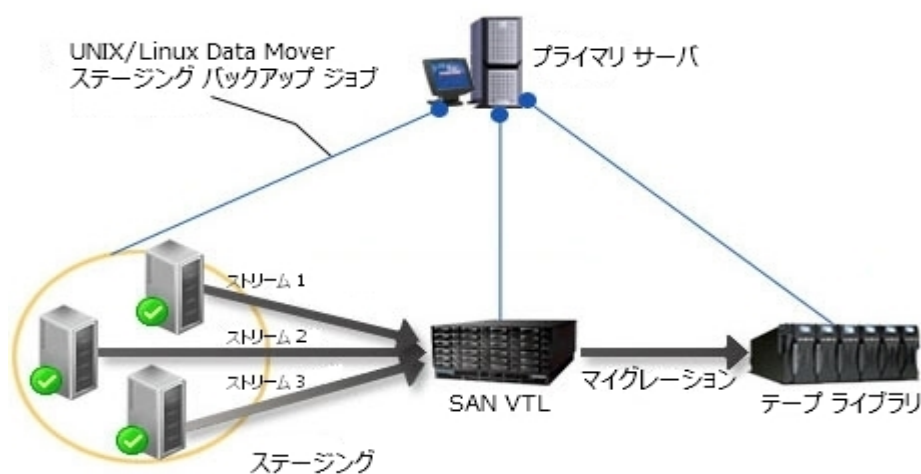 UNIX/Linux Data Mover
ステージング バックアップ ジョブ
プライマリ サーバ
ストリーム 1
ストリーム 2
ストリーム 3
SAN VTL
マイグレーション
テープ ライブラリ
ステージング